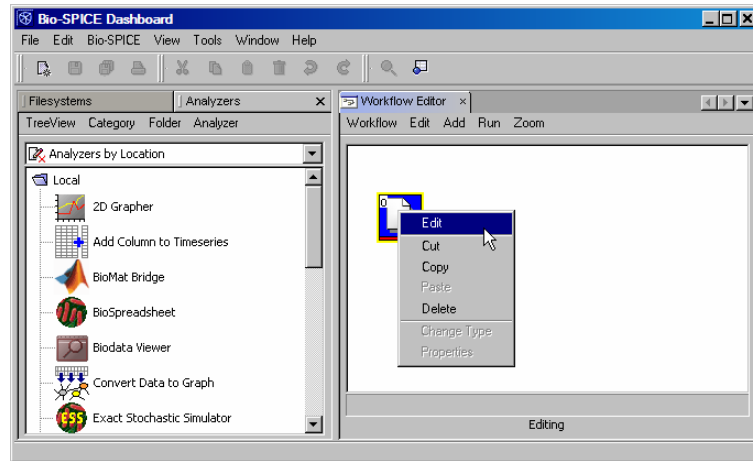 Bio-SPICE Dashboard
File Edit Bio-SPICE View Tools Window Help
Filesystems Analyzers
TreeView Category Folder Analyzer
Analyzers by Location
Local
2D Grapher
Add Column to Timeseries
BioMat Bridge
BioSpreadsheet
Biodata Viewer
Convert Data to Graph
ESS Exact Stochastic Simulator
Workflow Editor
Workflow Edit Add Run Zoom
0
Edit
Cut
Copy
Paste
Delete
Change Type
Properties
Editing